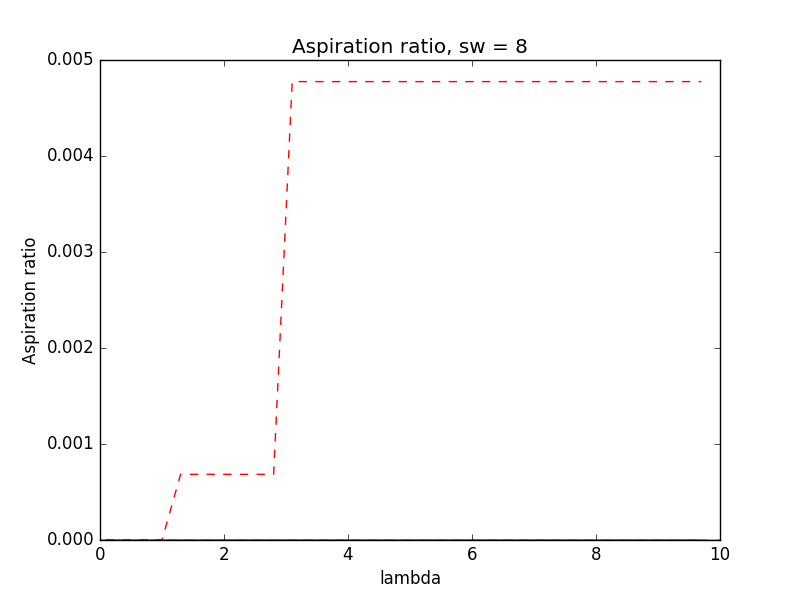 Aspiration ratio, sw = 8
0.005
0.004
0.003
0.002
0.001
0.000
Aspiration ratio
0 2 4 6 8 10
lambda